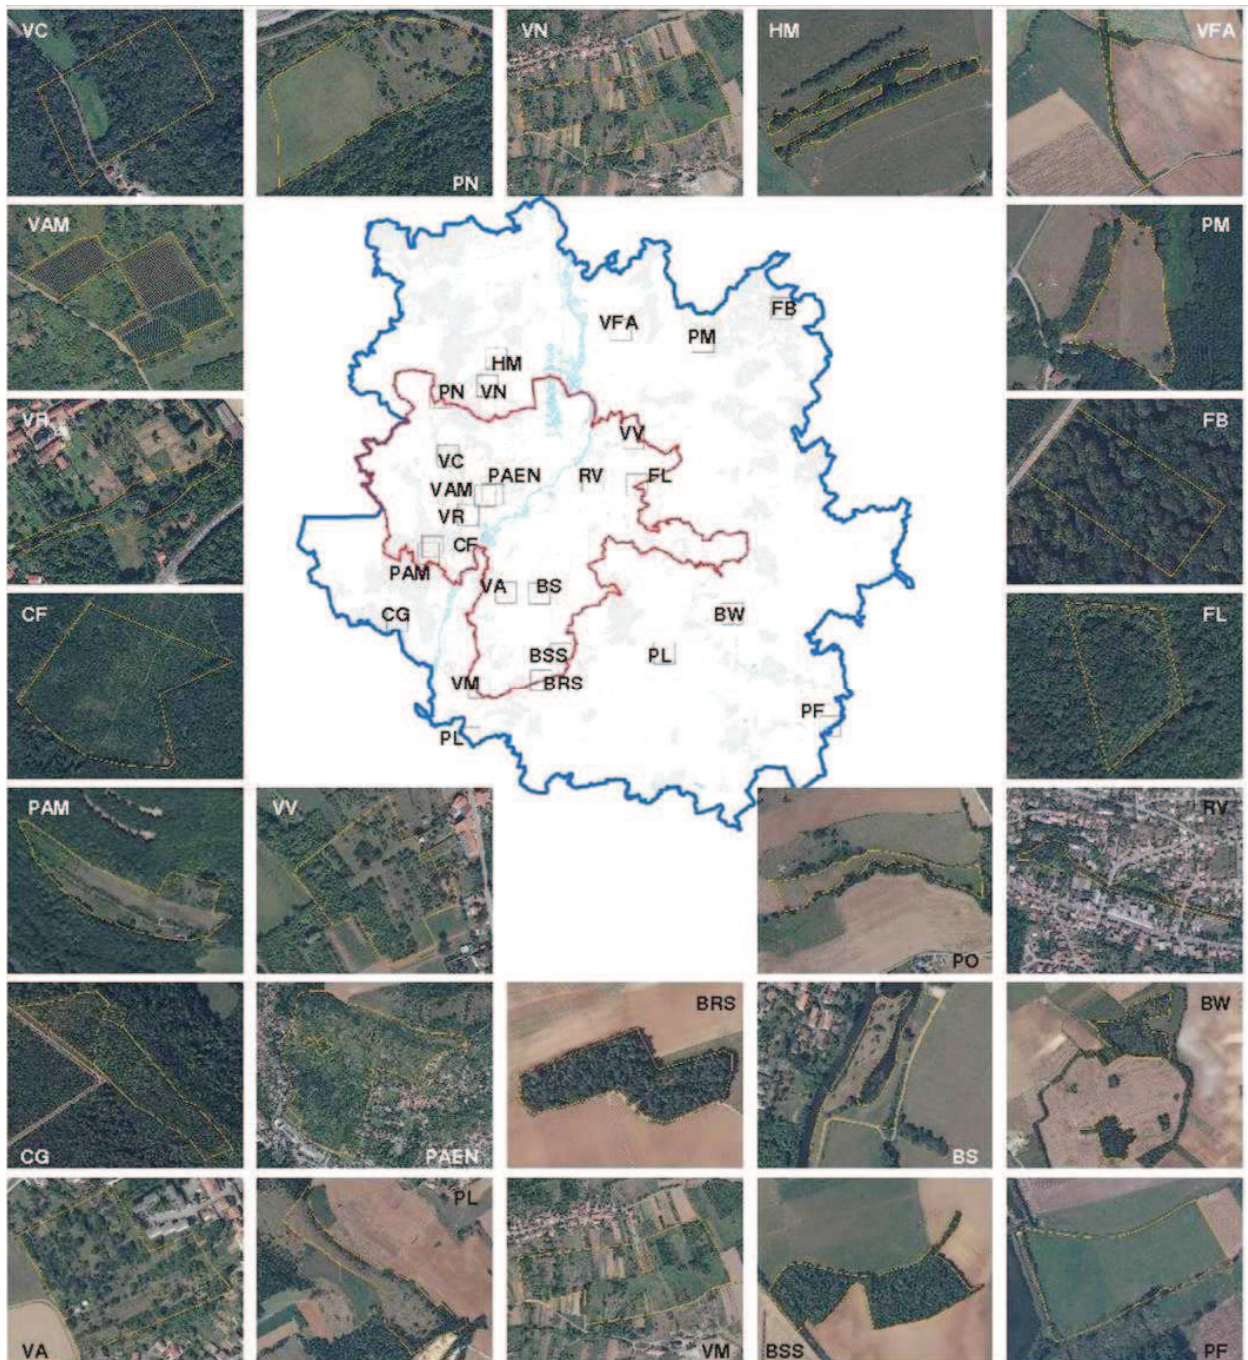 VC
PN
VN
HM
VFA
VAM
PM
VR
FB
CF
FL
VFA
PM
FB
HM
PN
VN
VV
VC
PAEN
RV
FL
VAM
VR
CF
PAM
VA
BS
CG
BW
BSS
PL
VM
BRS
PF
PL
PAM
VV
PO
RV
CG
PAEN
BRS
BS
BW
VA
PL
VM
BSS
PF